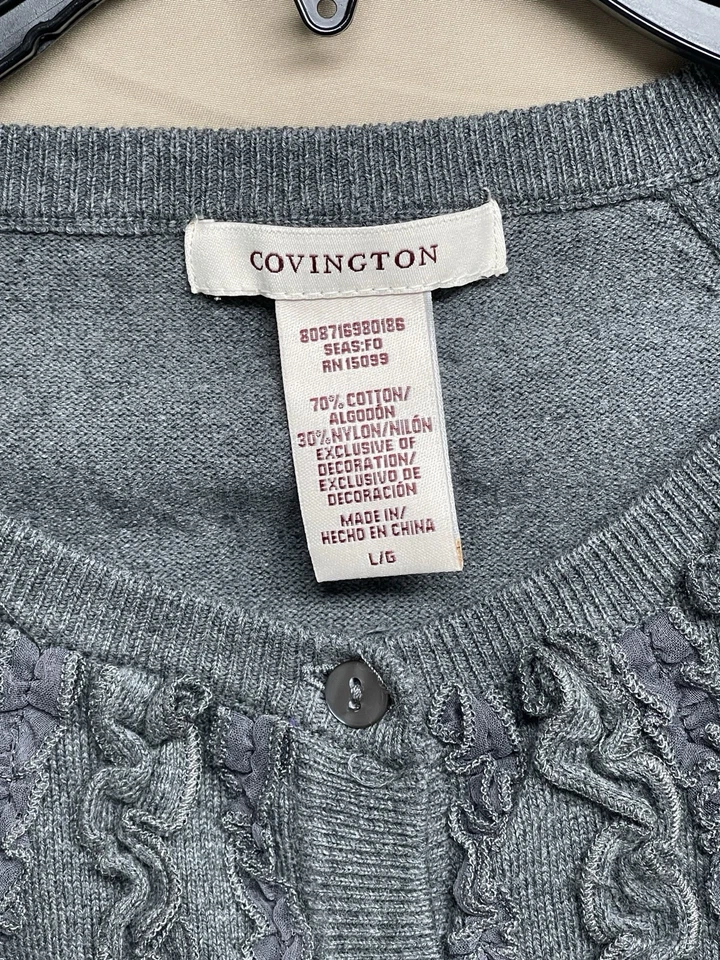 COVINGTON
808716980186
SEAS:FO
RN 15099
70% COTTON/
ALGODÓN
30% NYLON/NILÓN
EXCLUSIVE OF
DECORATION/
EXCLUSIVO DE
DECORACIÓN
MADE IN/
HECHO EN CHINA
L/G